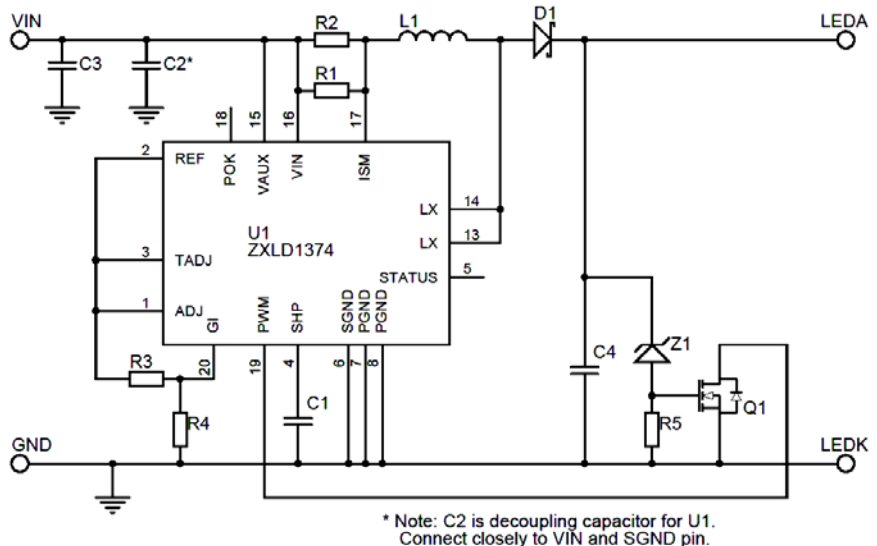 VIN
R2
L1
D1
LEDA
C3
C2*
R1
18
15
16
17
2
REF
POK
VAUX
VIN
ISM
LX
14
U1
ZXLD1374
LX
13
3
TADJ
STATUS
5
1
ADJ
GI
PWM
SHP
SGND
PGND
PGND
20
19
4
6
7
8
R3
C4
Z1
Q1
R4
C1
R5
GND
LEDK
* Note: C2 is decoupling capacitor for U1.
Connect closely to VIN and SGND pin.